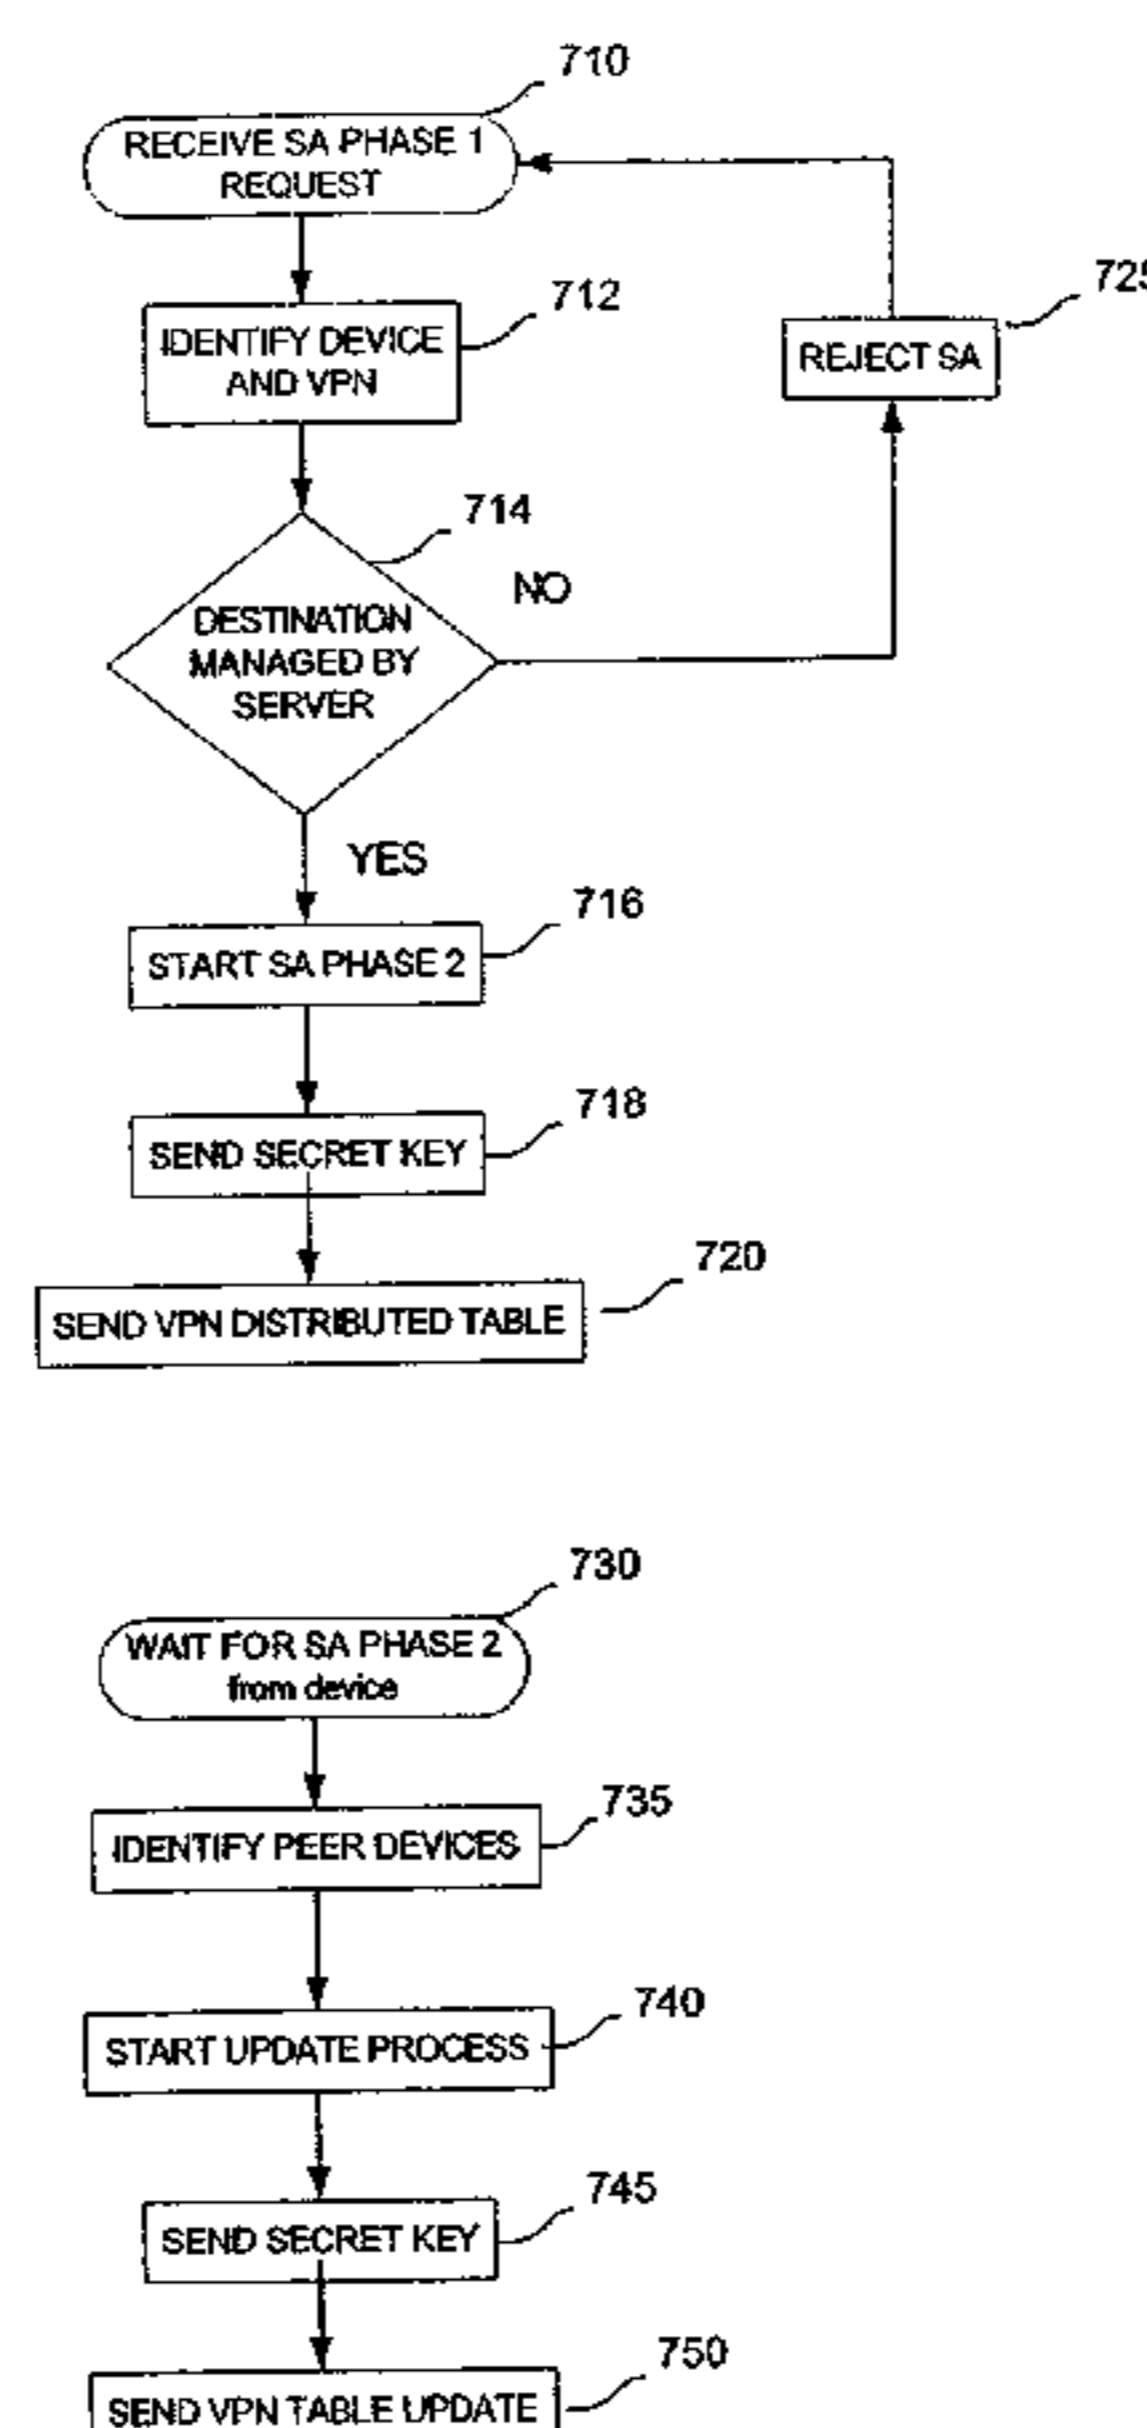 710
RECEIVE SA PHASE 1
REQUEST
712
IDENTIFY DEVICE
AND VPN
725
REJECT SA
714
NO
DESTINATION
MANAGED BY
SERVER
YES
716
START SA PHASE 2
718
SEND SECRET KEY
720
SEND VPN DISTRIBUTED TABLE
730
WAIT FOR SA PHASE 2
from device
735
IDENTIFY PEER DEVICES
740
START UPDATE PROCESS
745
SEND SECRET KEY
750
SEND VPN TABLE UPDATE